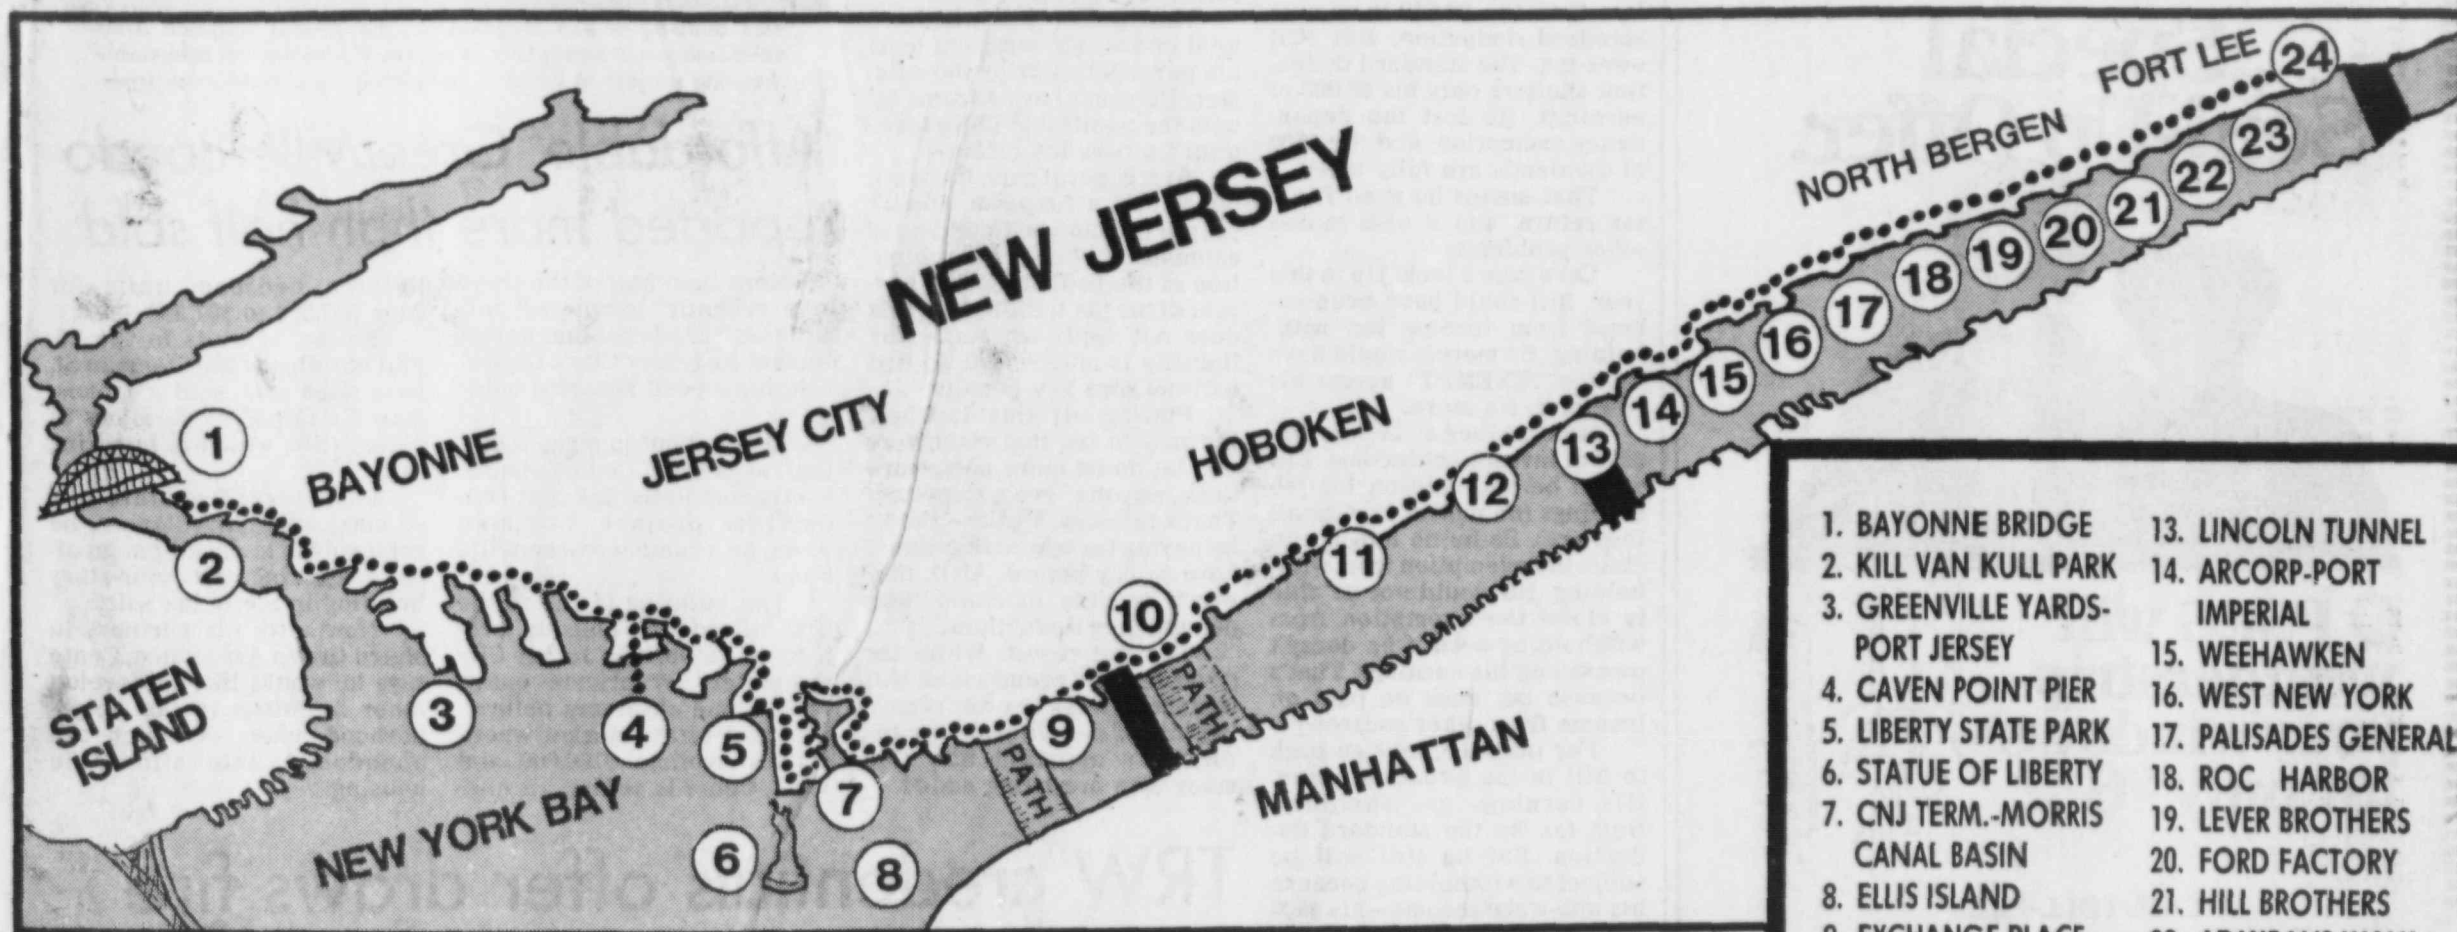 NEW JERSEY
FORT LEE
24
NORTH BERGEN
23
22
21
20
19
18
17
16
15
14
13
12
HOBOKEN
11
10
JERSEY CITY
BAYONNE
1
2
3
4
5
6
7
8
9
PATH
PATH
STATEN
ISLAND
NEW YORK BAY
MANHATTAN
1. BAYONNE BRIDGE
2. KILL VAN KULL PARK
3. GREENVILLE YARDS-
PORT JERSEY
4. CAVEN POINT PIER
5. LIBERTY STATE PARK
6. STATUE OF LIBERTY
7. CNJ TERM.-MORRIS
CANAL BASIN
8. ELLIS ISLAND
9. EXCHANGE PLACE
13. LINCOLN TUNNEL
14. ARCORP-PORT
IMPERIAL
15. WEEHAWKEN
16. WEST NEW YORK
17. PALISADES GENERAL
18. ROC HARBOR
19. LEVER BROTHERS
20. FORD FACTORY
21. HILL BROTHERS